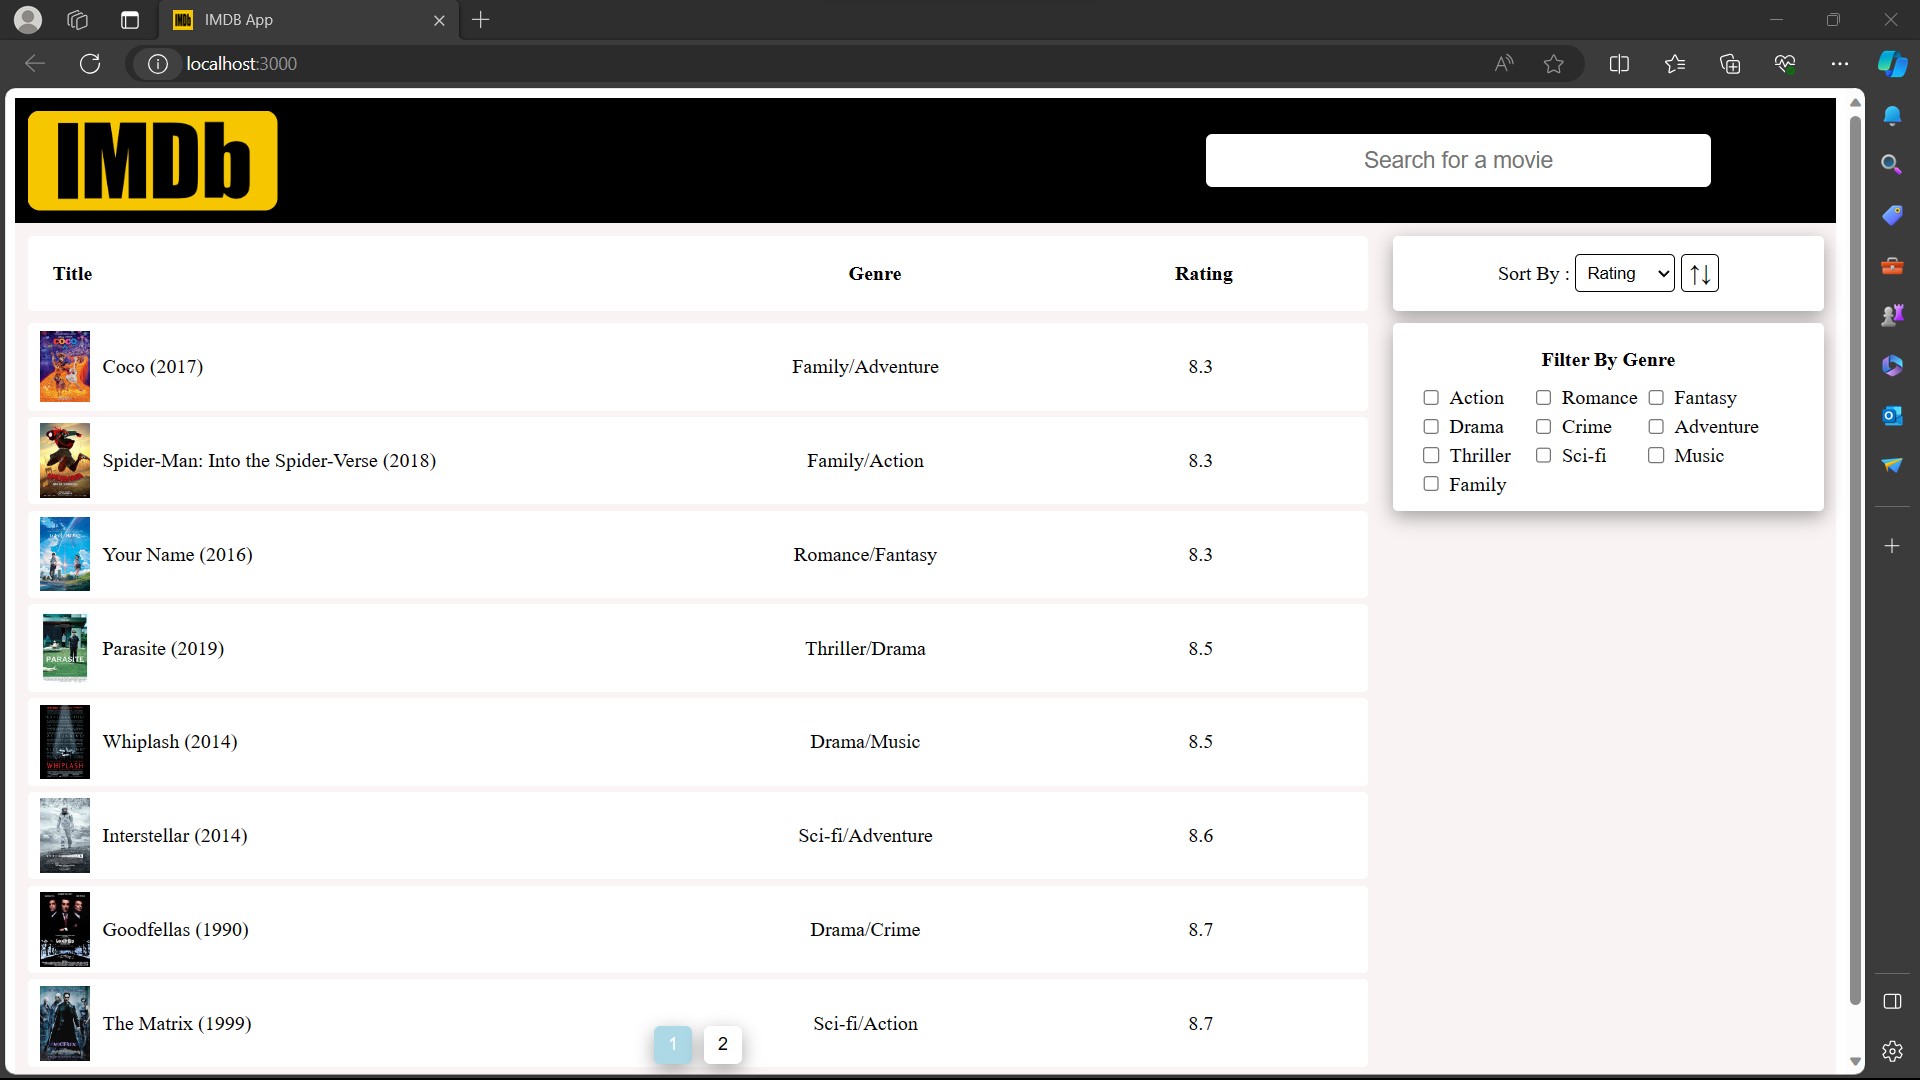 IMDB App
localhost:3000
IMDb
Search for a movie
Title Genre Rating
Sort By : Rating ↑↓
Filter By Genre
Action Romance Fantasy
Drama Crime Adventure
Thriller Sci-fi Music
Family
COCO
Coco (2017) Family/Adventure 8.3
Spider-Man: Into the Spider-Verse (2018) Family/Action 8.3
Your Name (2016) Romance/Fantasy 8.3
PARASITE
Parasite (2019) Thriller/Drama 8.5
WHIPLASH
Whiplash (2014) Drama/Music 8.5
Interstellar (2014) Sci-fi/Adventure 8.6
Goodfellas (1990) Drama/Crime 8.7
The Matrix (1999) Sci-fi/Action 8.7
1 2